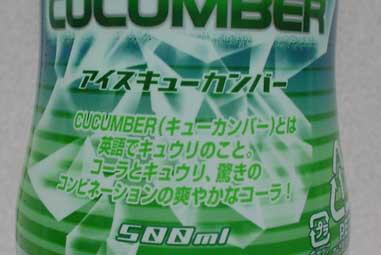 CUCUMBER
アイスキューカンバー
CUCUMBER(キューカンバー)とは
英語でキュウリのこと。
コーラとキュウリ、驚きの
コンビネーションの爽やかなコーラ!
500ml
プラ